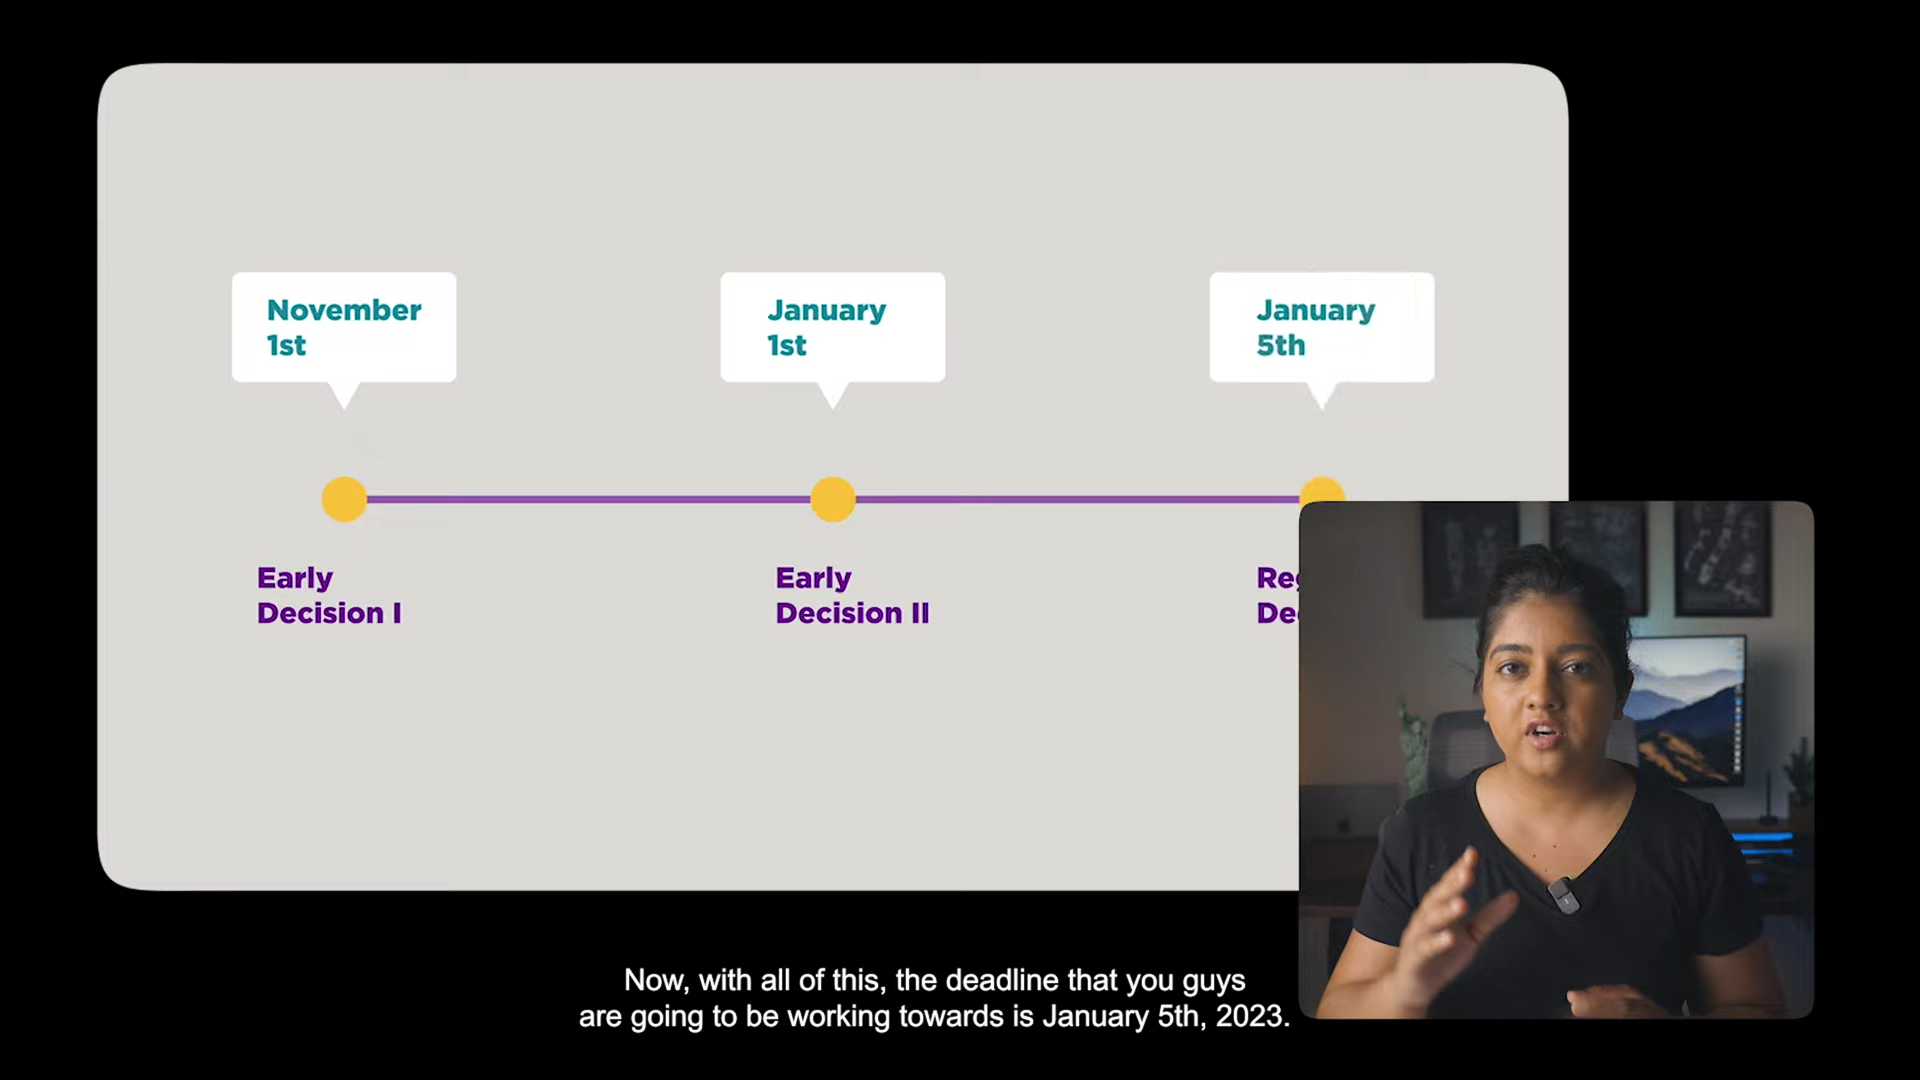 November
1st
January
1st
January
5th
Early
Decision I
Early
Decision II
Now, with all of this, the deadline that you guys
are going to be working towards is January 5th, 2023.